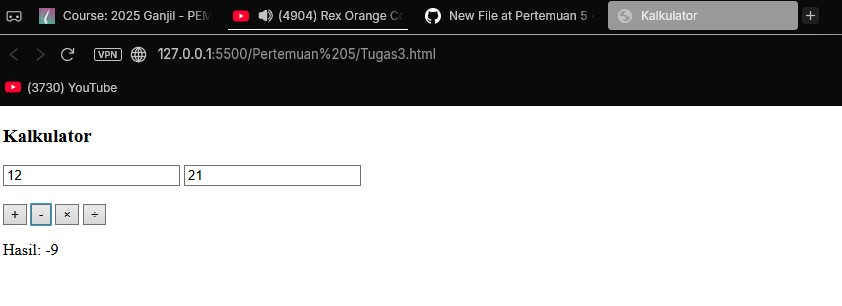 Course: 2025 Ganjil - PEM
(4904) Rex Orange Co
New File at Pertemuan 5
Kalkulator
+
VPN 127.0.0.1:5500/Pertemuan%205/Tugas3.html
(3730) YouTube
Kalkulator
12 21
+ - × ÷
Hasil: -9